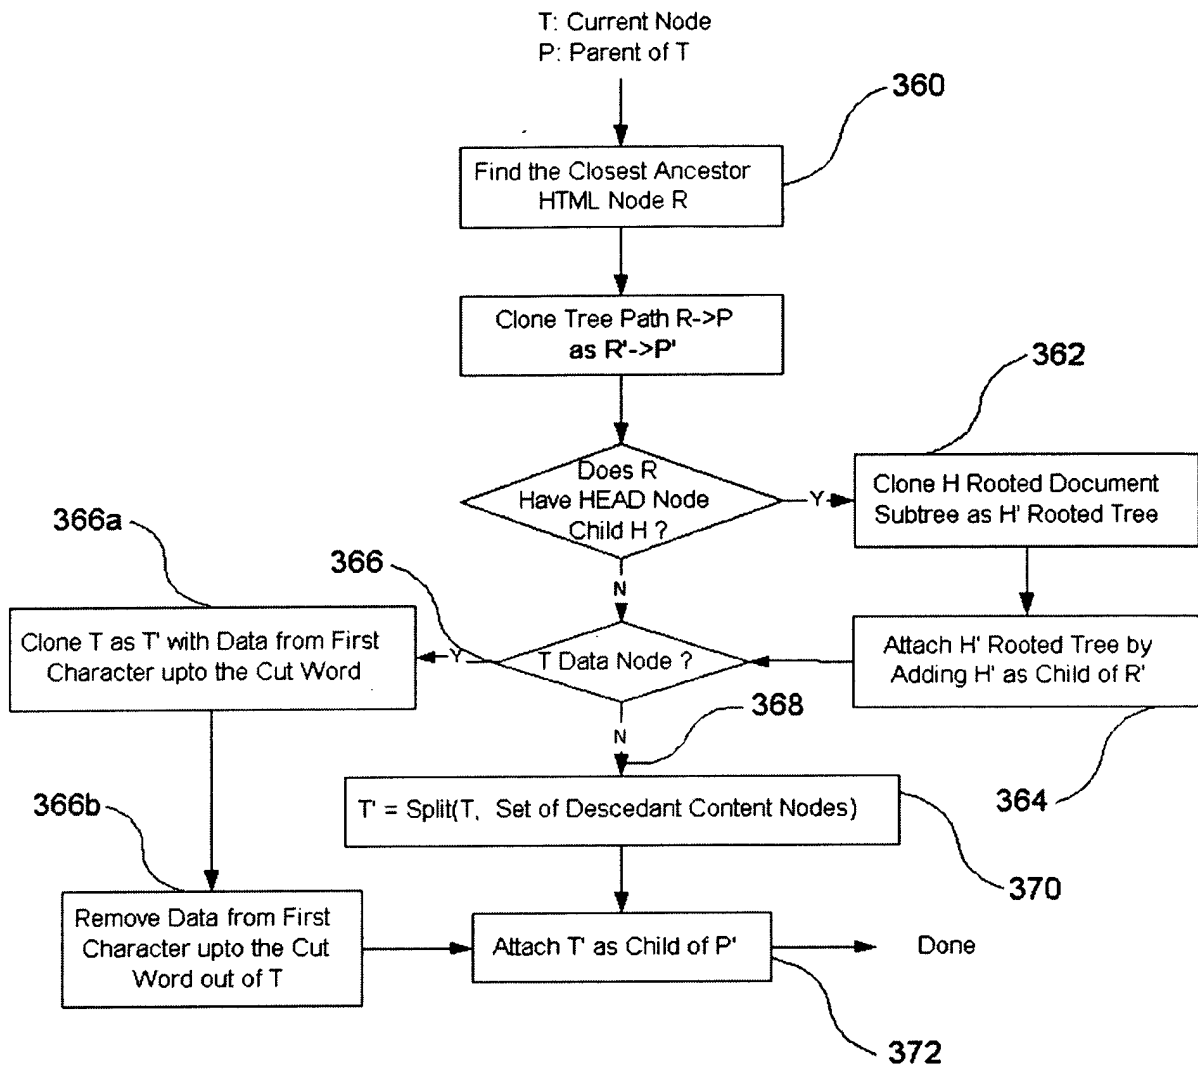 T: Current Node
P: Parent of T
360
Find the Closest Ancestor
HTML Node R
Clone Tree Path R->P
as R'->P'
362
Does R
Have HEAD Node
Child H ?
Y
Clone H Rooted Document
Subtree as H' Rooted Tree
366a
366
N
Clone T as T' with Data from First
Character upto the Cut Word
Y
T Data Node ?
Attach H' Rooted Tree by
Adding H' as Child of R'
368
N
364
366b
T' = Split(T, Set of Descedant Content Nodes)
370
Remove Data from First
Character upto the Cut
Word out of T
Attach T' as Child of P'
Done
372